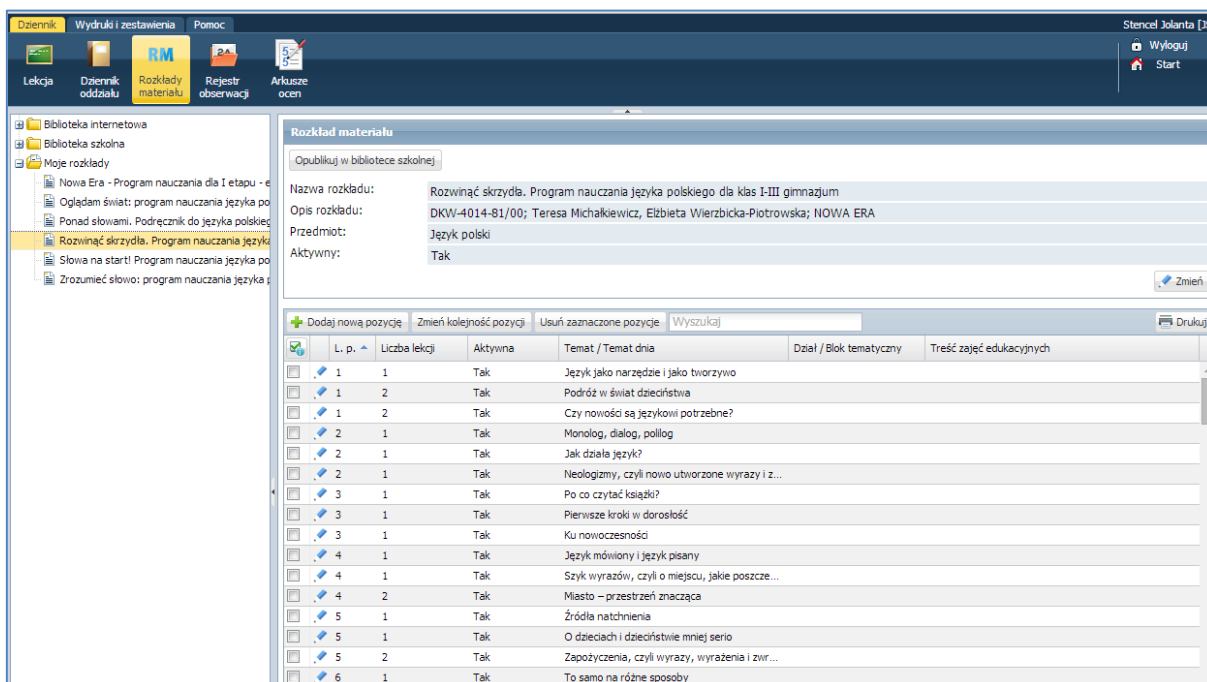 Dziennik Wydruki i zestawienia Pomoc Stencel Jolanta [JS
Wyloguj
Start
RM
Lekcja Dziennik oddziału Rozkłady materiału Rejestr obserwacji Arkusze ocen
Biblioteka internetowa
Biblioteka szkolna
Moje rozkłady
Nowa Era - Program nauczania dla I etapu - e
Oglądam świat: program nauczania języka po
Ponad słowami. Podręcznik do języka polskieg
Rozwinąć skrzydła. Program nauczania języka
Słowa na start! Program nauczania języka po
Zrozumieć słowo: program nauczania języka p
Rozkład materiału
Opublikuj w bibliotece szkolnej
Nazwa rozkładu: Rozwinąć skrzydła. Program nauczania języka polskiego dla klas I-III gimnazjum
Opis rozkładu: DKW-4014-81/00; Teresa Michałkiewicz, Elżbieta Wierzbicka-Piotrowska; NOWA ERA
Przedmiot: Język polski
Aktywny: Tak
Zmień
Dodaj nową pozycję Zmień kolejność pozycji Usuń zaznaczone pozycje Wyszukaj Drukuj
L. p. Liczba lekcji Aktywna Temat / Temat dnia Dział / Blok tematyczny Treść zajęć edukacyjnych
1 1 Tak Język jako narzędzie i jako tworzywo
1 2 Tak Podróż w świat dzieciństwa
1 2 Tak Czy nowości są językowi potrzebne?
2 1 Tak Monolog, dialog, polilog
2 1 Tak Jak działa język?
2 1 Tak Neologizmy, czyli nowo utworzone wyrazy i z...
3 1 Tak Po co czytać książki?
3 1 Tak Pierwsze kroki w dorosłość
3 1 Tak Ku nowoczesności
4 1 Tak Język mówiony i język pisany
4 1 Tak Szyk wyrazów, czyli o miejscu, jakie poszcze...
4 2 Tak Miasto – przestrzeń znacząca
5 1 Tak Źródła natchnienia
5 1 Tak O dzieciach i dzieciństwie mniej serio
5 2 Tak Zapożyczenia, czyli wyrazy, wyrażenia i zwr...
6 1 Tak To samo na różne sposoby